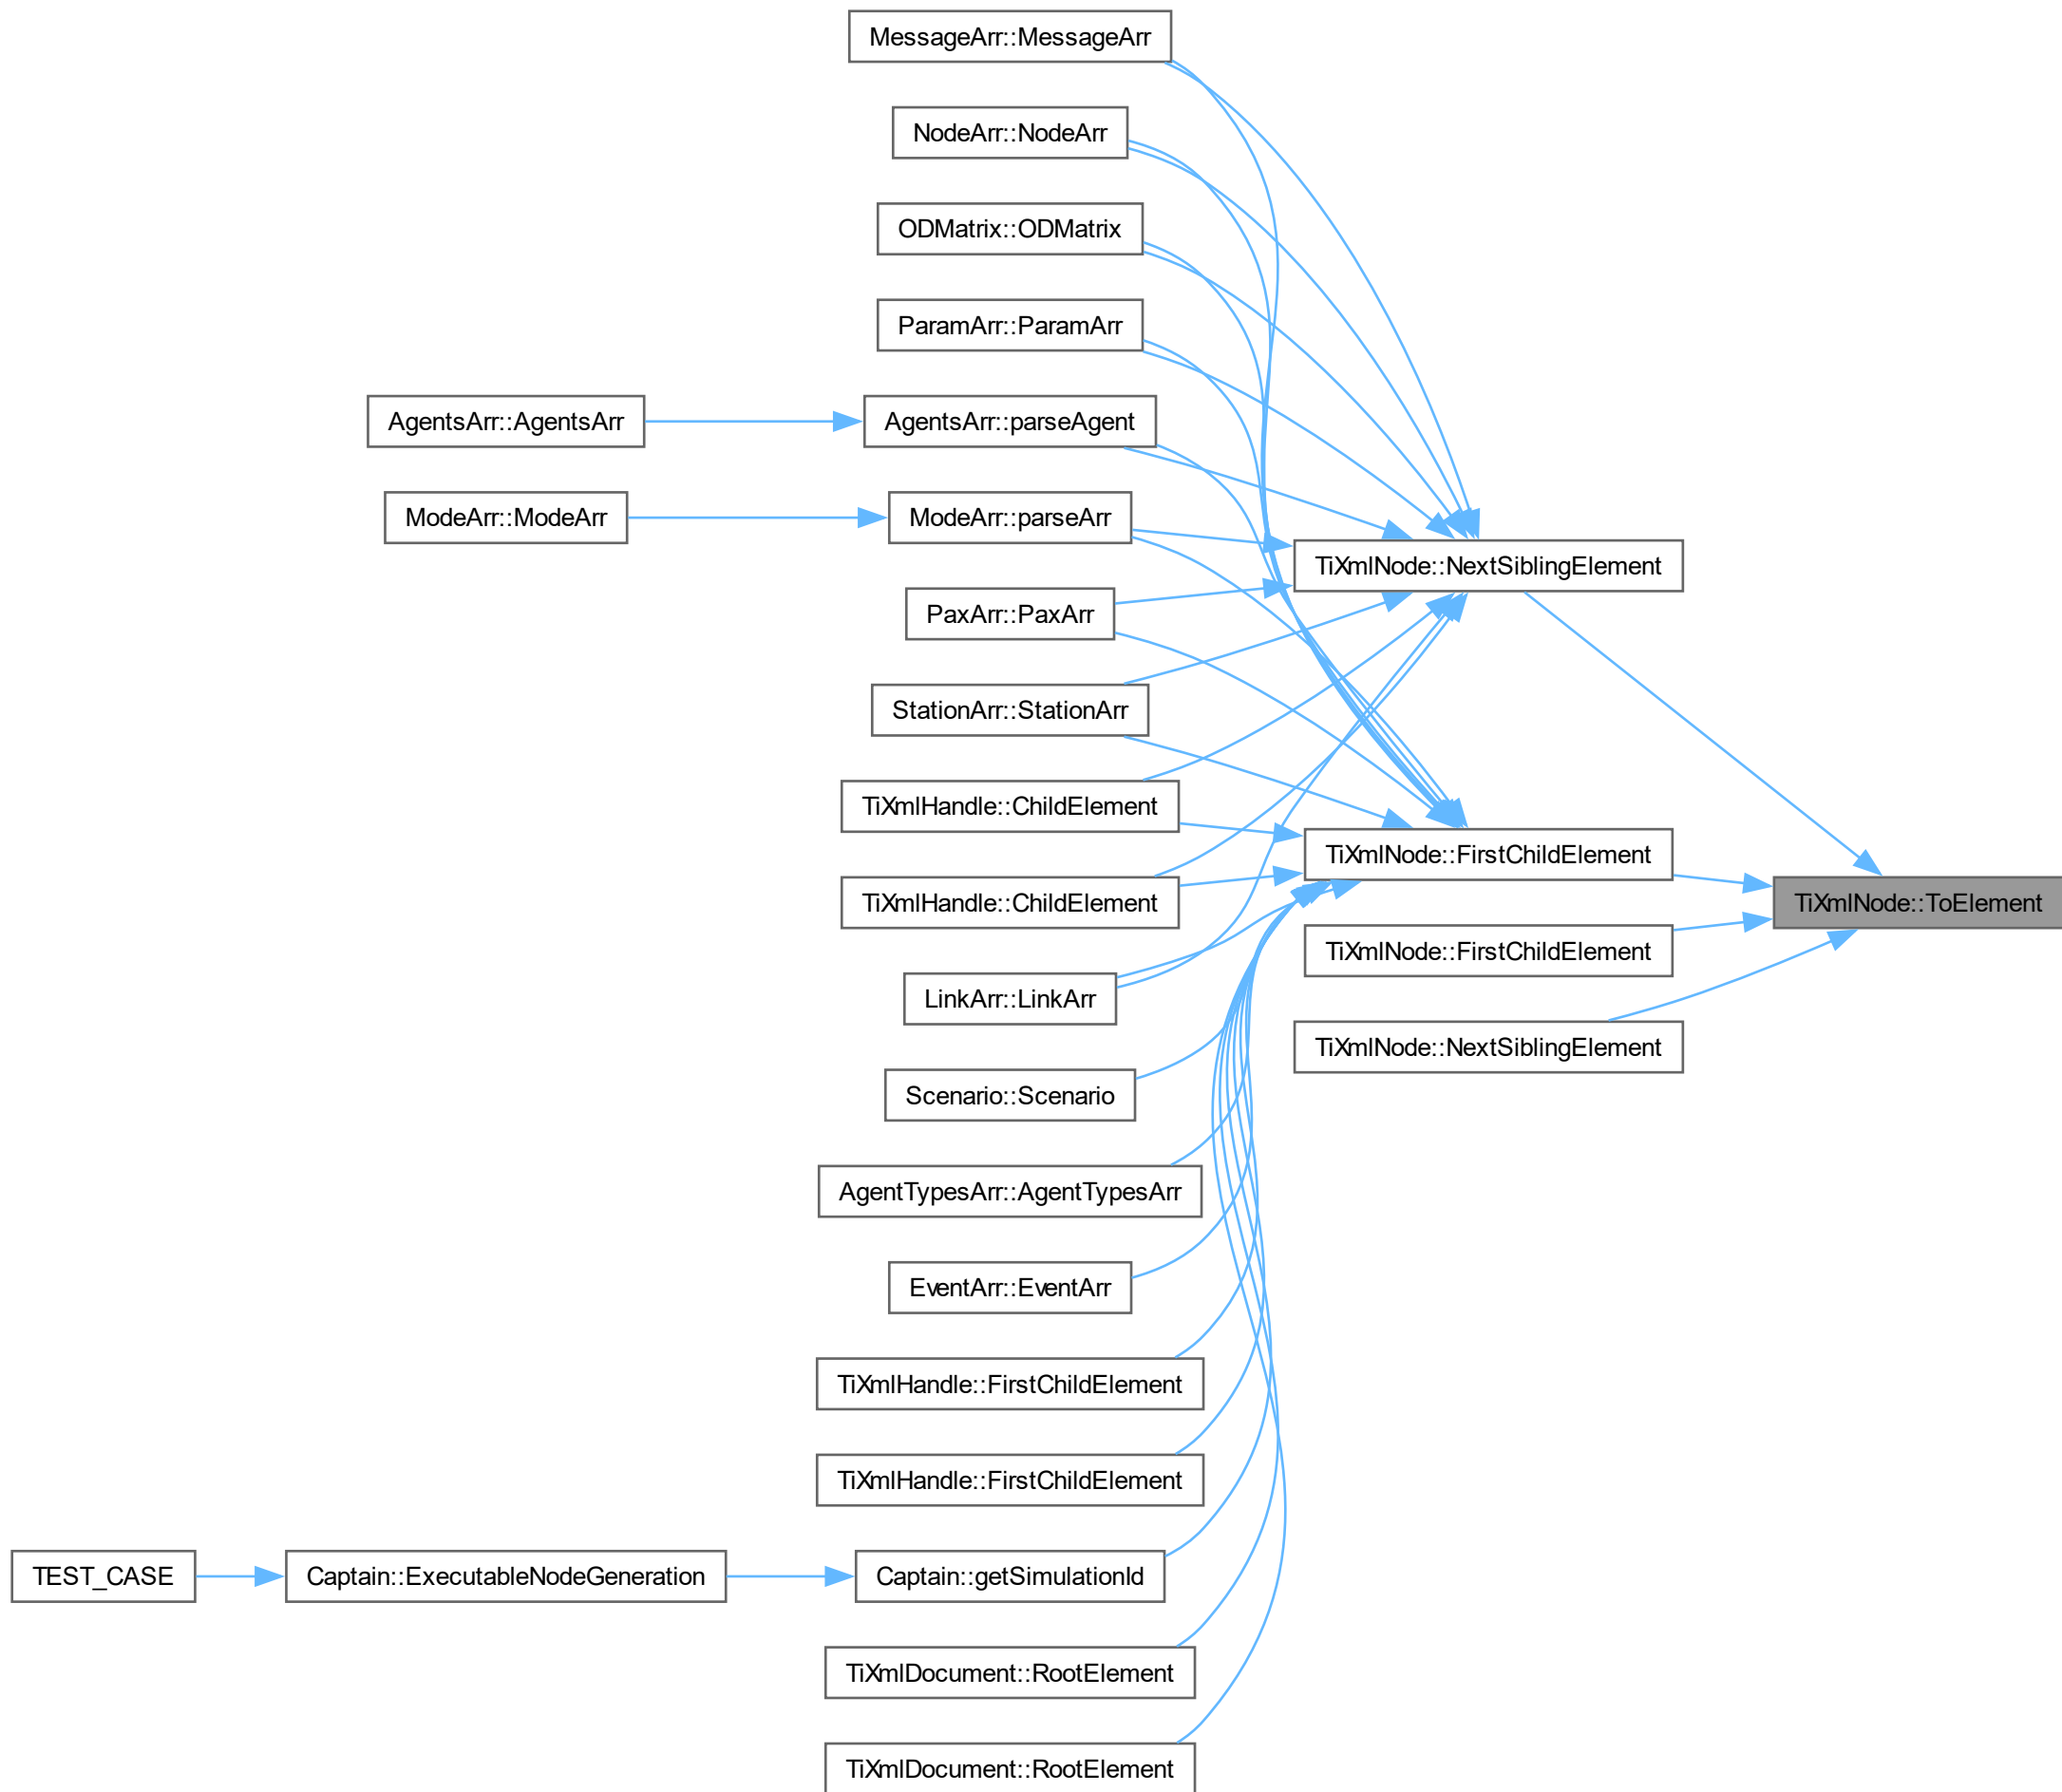 MessageArr::MessageArr
NodeArr::NodeArr
ODMatrix::ODMatrix
ParamArr::ParamArr
AgentsArr::AgentsArr
AgentsArr::parseAgent
ModeArr::ModeArr
ModeArr::parseArr
TiXmlNode::NextSiblingElement
PaxArr::PaxArr
StationArr::StationArr
TiXmlHandle::ChildElement
TiXmlNode::FirstChildElement
TiXmlHandle::ChildElement
TiXmlNode::ToElement
TiXmlNode::FirstChildElement
LinkArr::LinkArr
TiXmlNode::NextSiblingElement
Scenario::Scenario
AgentTypesArr::AgentTypesArr
EventArr::EventArr
TiXmlHandle::FirstChildElement
TiXmlHandle::FirstChildElement
TEST_CASE
Captain::ExecutableNodeGeneration
Captain::getSimulationId
TiXmlDocument::RootElement
TiXmlDocument::RootElement